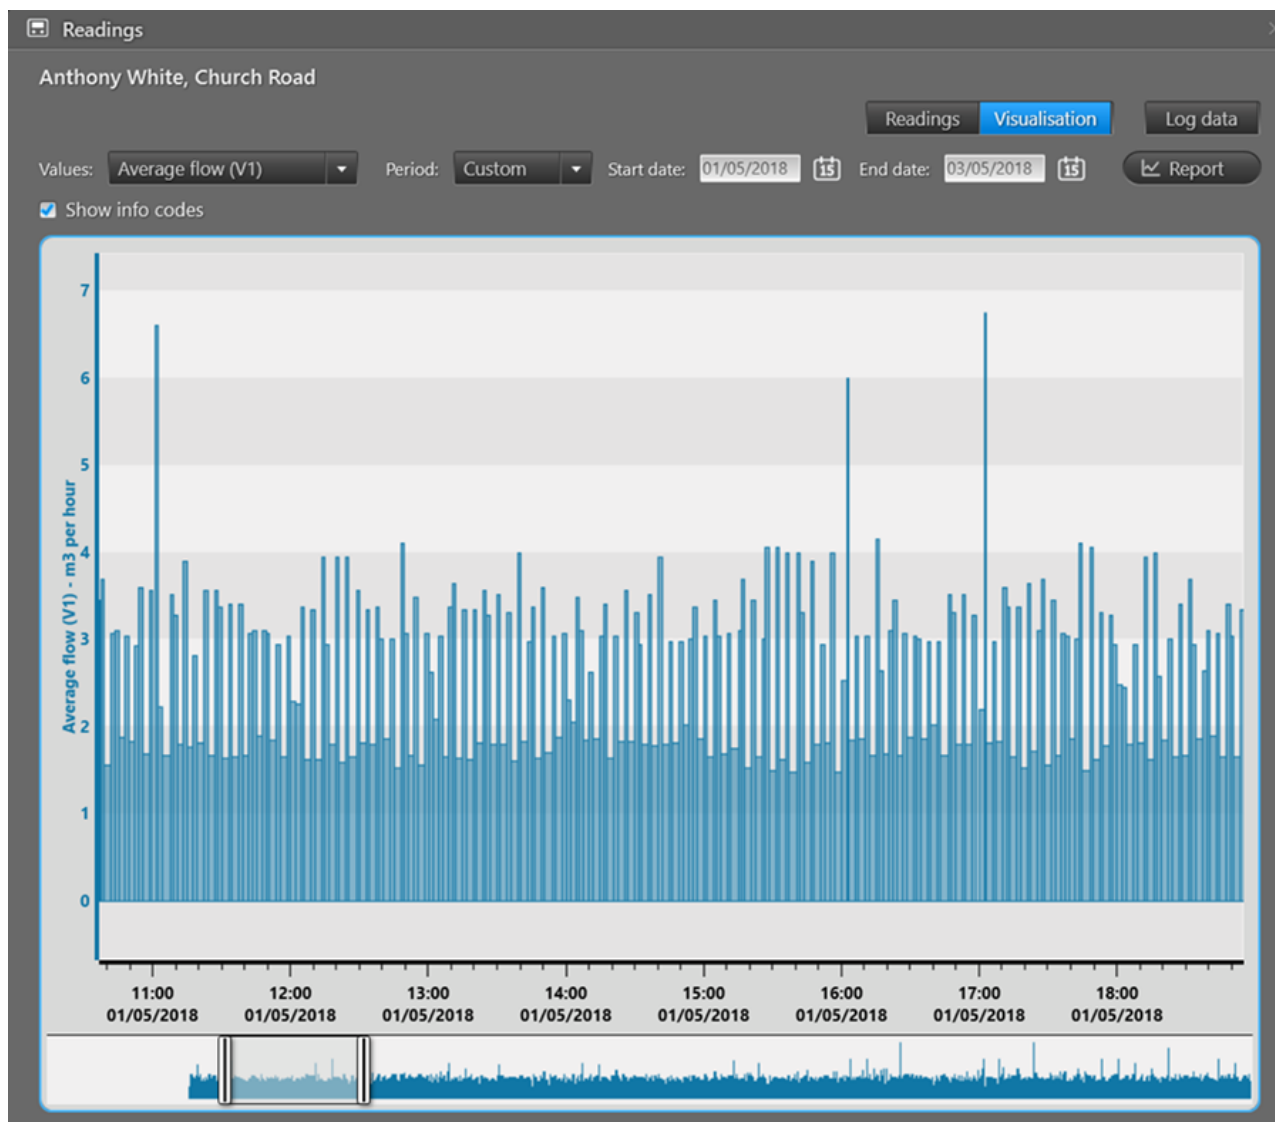 Readings
Anthony White, Church Road
Readings Visualisation Log data
Values: Average flow (V1) Period: Custom Start date: 01/05/2018 15 End date: 03/05/2018 15 Report
Show info codes
Average flow (V1) - m3 per hour
7
6
5
4
3
2
1
0
11:00 12:00 13:00 14:00 15:00 16:00 17:00 18:00
01/05/2018 01/05/2018 01/05/2018 01/05/2018 01/05/2018 01/05/2018 01/05/2018 01/05/2018